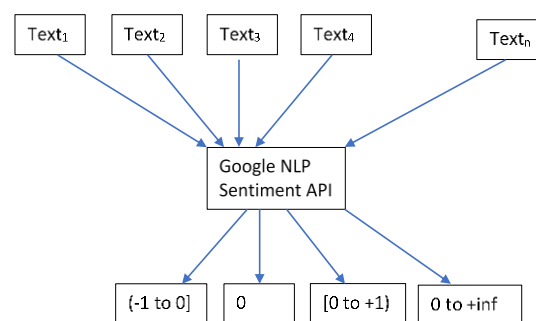 Text₁
Text₂
Text₃
Text₄
Textₙ
Google NLP
Sentiment API
(-1 to 0]
0
[0 to +1)
0 to +inf